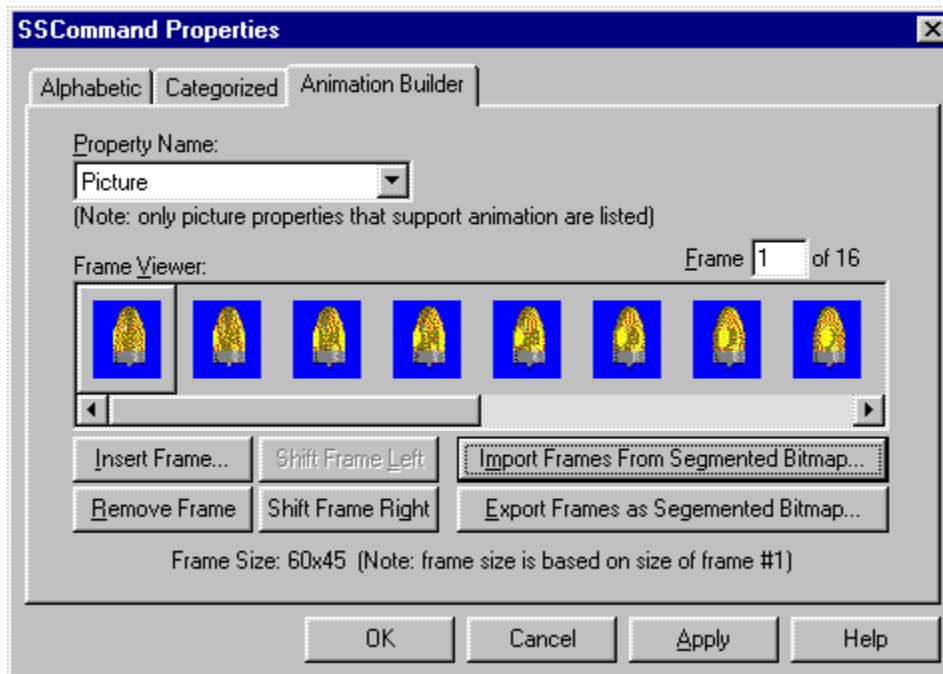 SSCommand Properties
Alphabetic Categorized Animation Builder
Property Name:
Picture
(Note: only picture properties that support animation are listed)
Frame Viewer: Frame 1 of 16
Insert Frame... Shift Frame Left Import Frames From Segmented Bitmap...
Remove Frame Shift Frame Right Export Frames as Segemented Bitmap...
Frame Size: 60x45 (Note: frame size is based on size of frame #1)
OK Cancel Apply Help